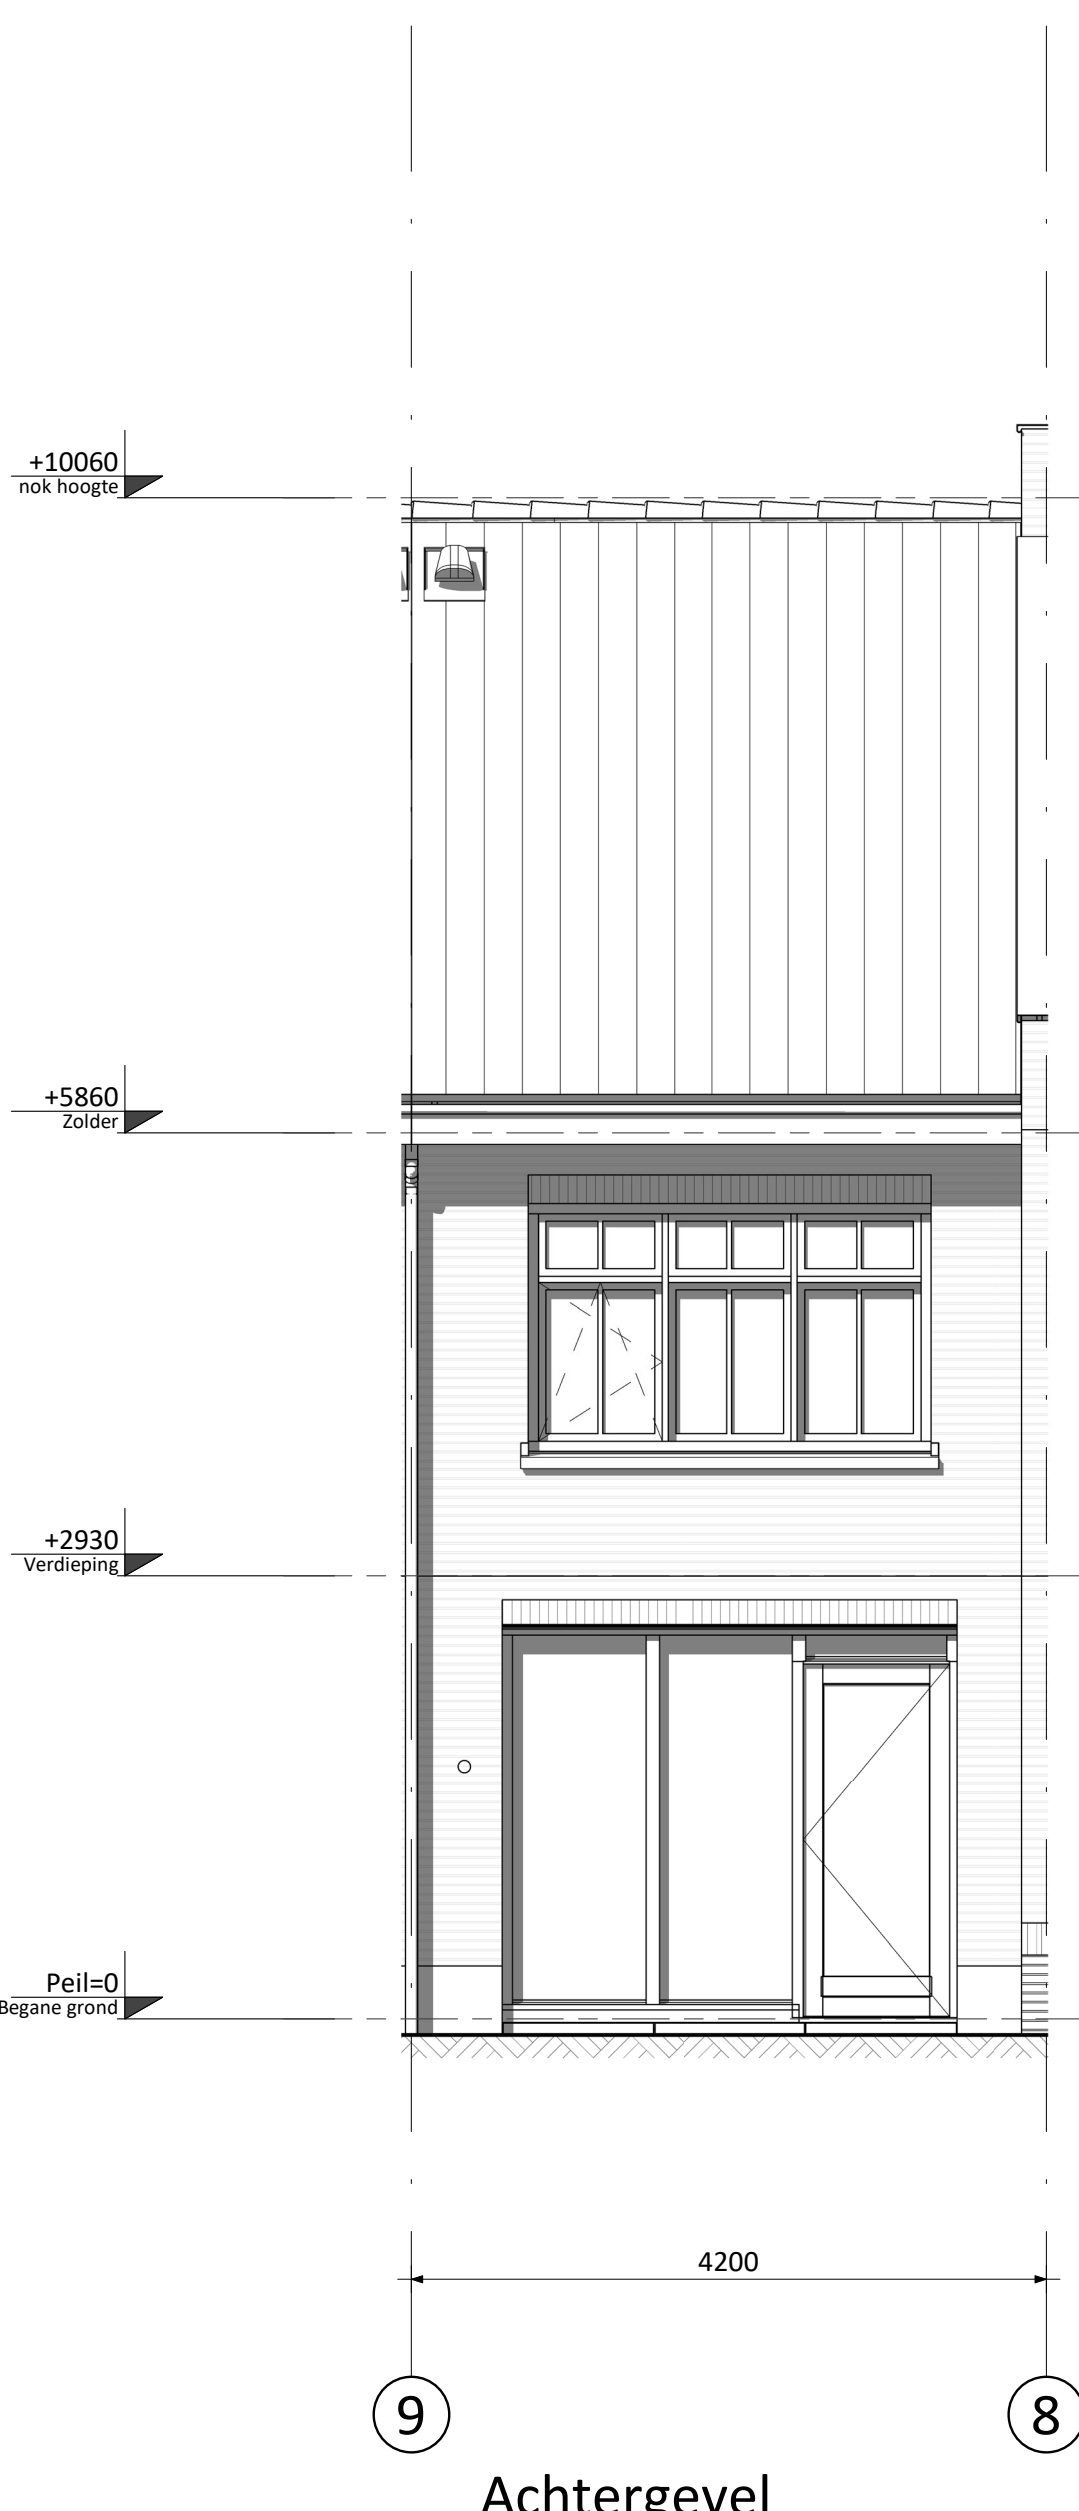 +10060
nok hoogte
+5860
Zolder
+2930
Verdieping
Peil=0
Begane grond
4200
9
8
Achtergevel